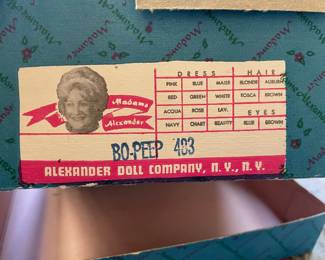 DRESS HAIR
PINK BLUE MAIZE BLONDE AUBURN
RED GREEN WHITE TOSCA BROWN
Madame
Alexander
ACQUA ROSE LAV. EYES
NAVY CHART BEAUTY BLUE BROWN
BO-PEEP 483
ALEXANDER DOLL COMPANY, N. Y., N. Y.